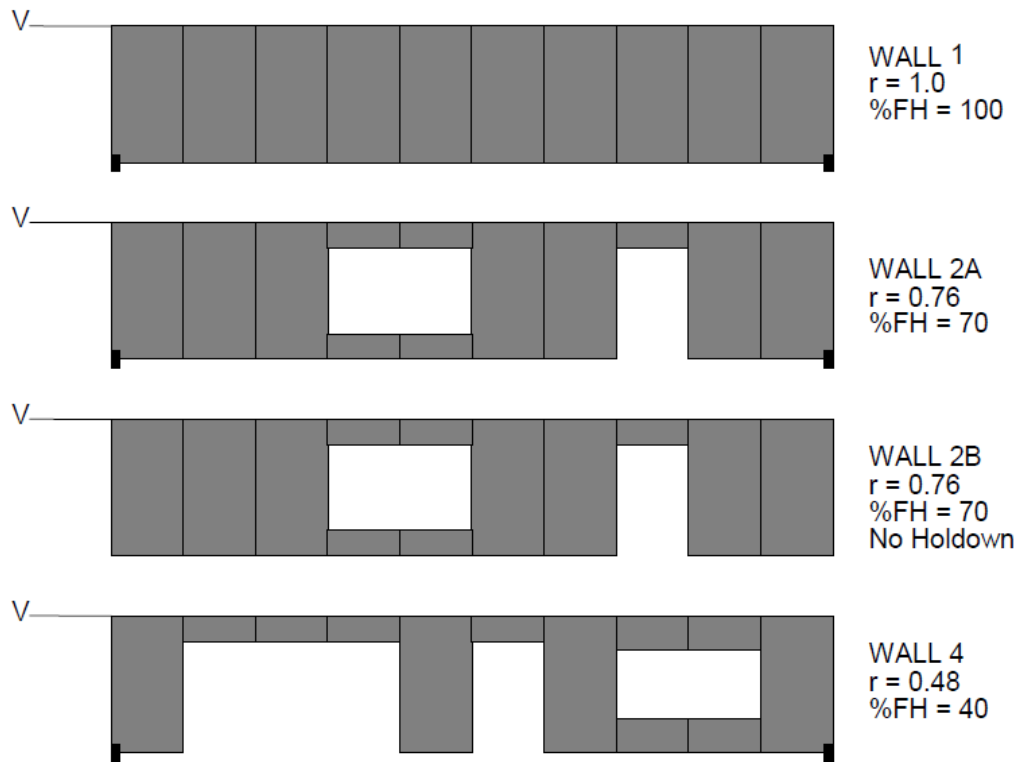 V
WALL 1
r = 1.0
%FH = 100
V
WALL 2A
r = 0.76
%FH = 70
V
WALL 2B
r = 0.76
%FH = 70
No Holdown
V
WALL 4
r = 0.48
%FH = 40